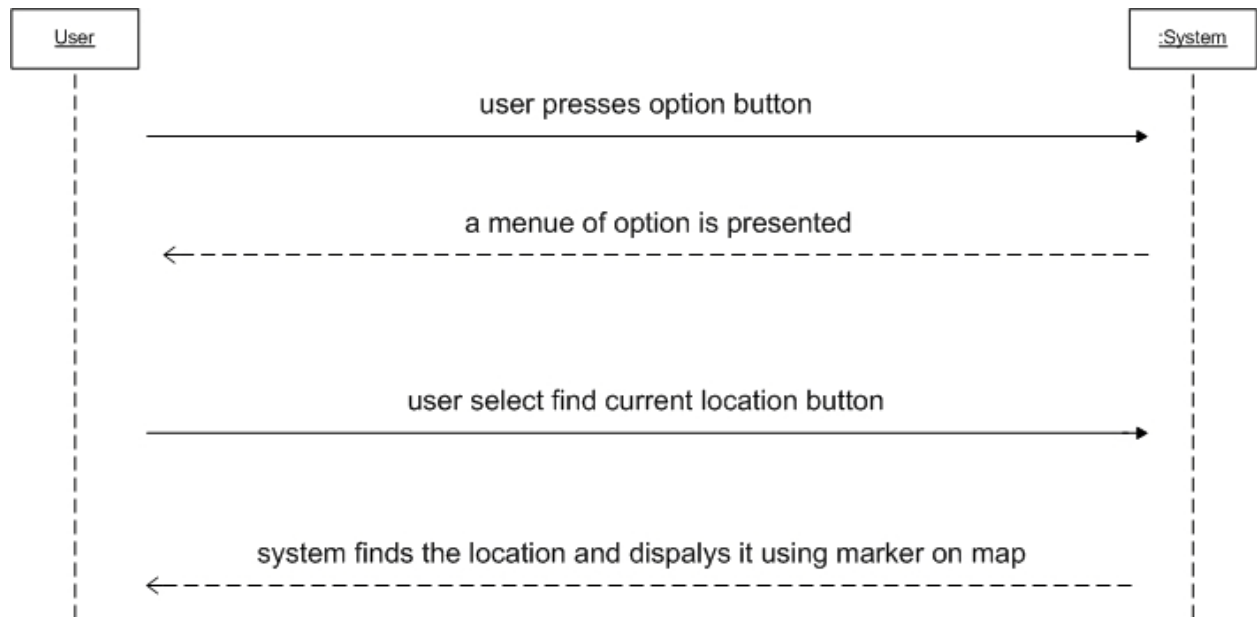 User
:System
user presses option button
a menue of option is presented
user select find current location button
system finds the location and dispalys it using marker on map